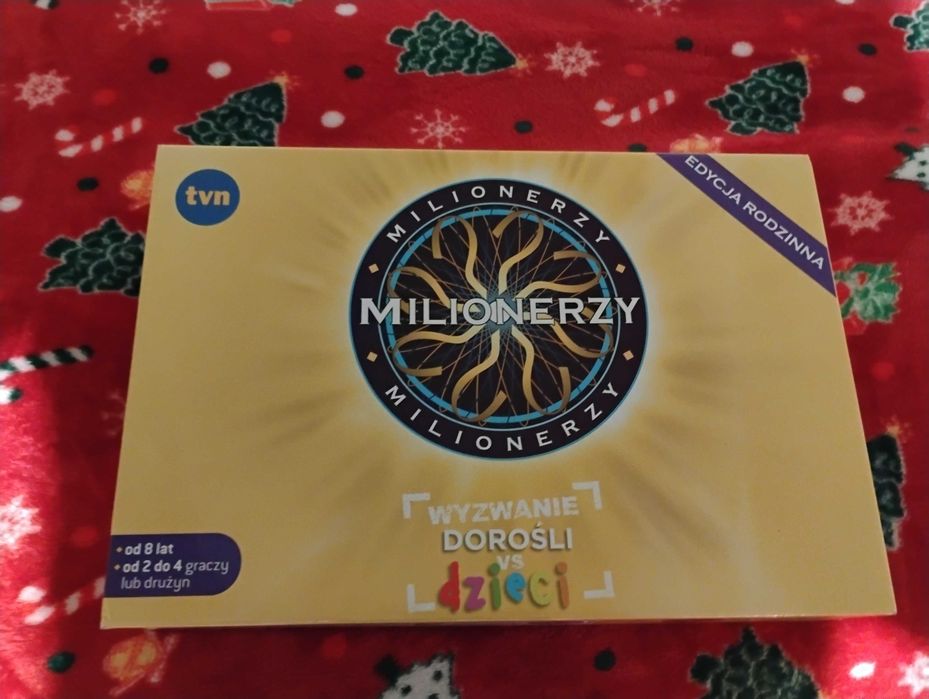 tvn
EDYCJA RODZINNA
MILIONERZY
MILIONERZY
MILIONERZY
WYZWANIE
DOROŚLI
VS
dzieci
• od 8 lat
• od 2 do 4 graczy
lub drużyn